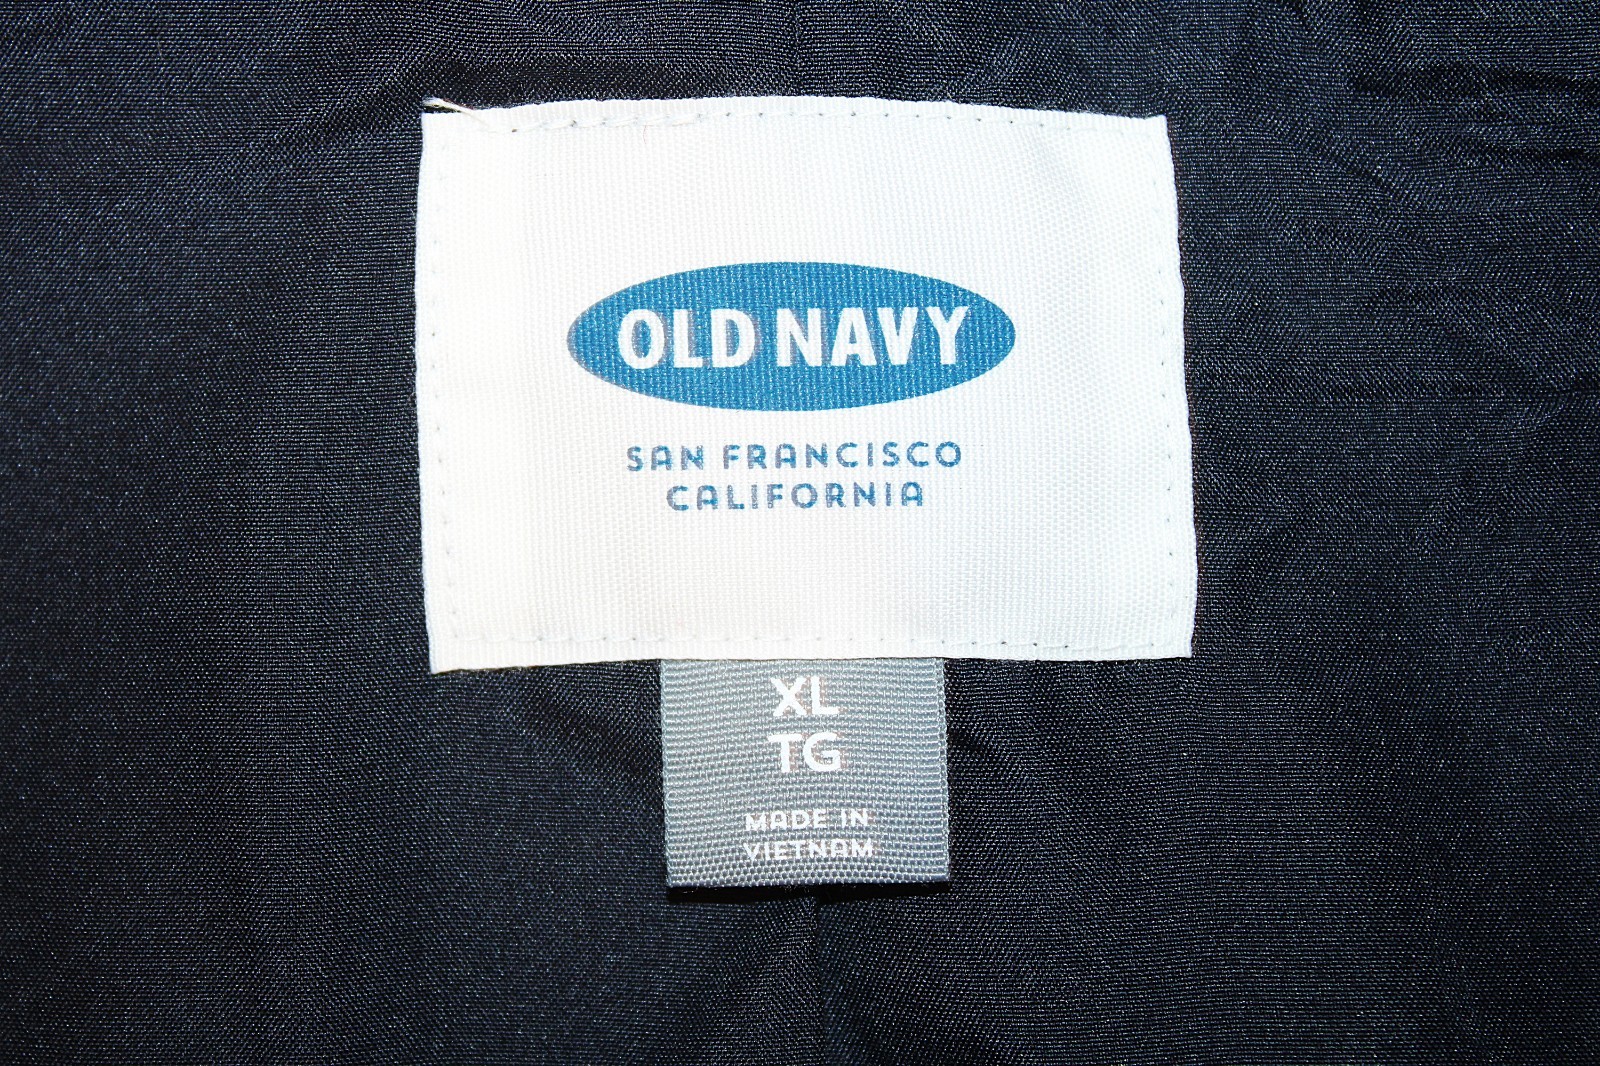 OLD NAVY
SAN FRANCISCO
CALIFORNIA
XL
TG
MADE IN
VIETNAM